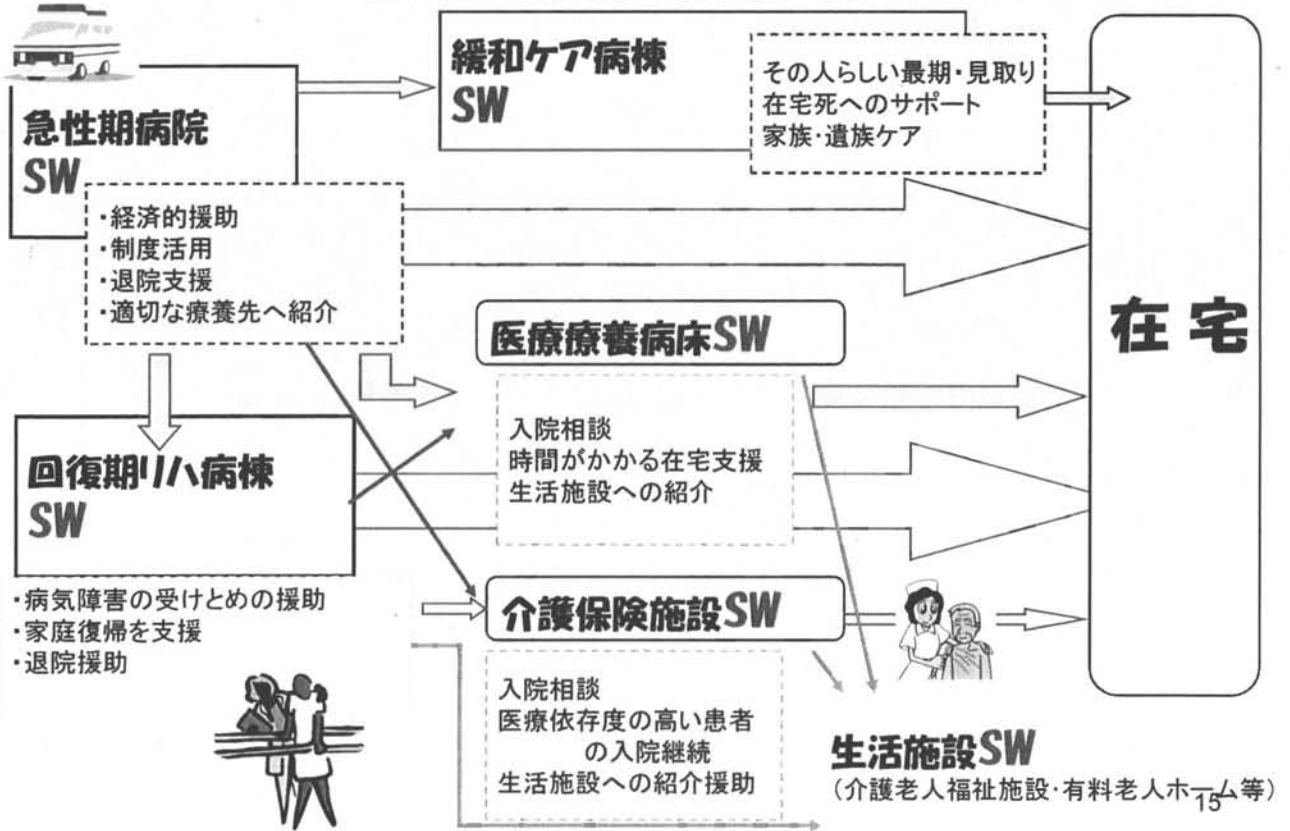 急性期病院
SW
・経済的援助
・制度活用
・退院支援
・適切な療養先へ紹介
緩和ケア病棟
SW
その人らしい最期・見取り
在宅死へのサポート
家族・遺族ケア
在宅
医療療養病床SW
入院相談
時間がかかる在宅支援
生活施設への紹介
回復期リハ病棟
SW
・病気障害の受けとめの援助
・家庭復帰を支援
・退院援助
介護保険施設SW
入院相談
医療依存度の高い患者
の入院継続
生活施設への紹介援助
生活施設SW
(介護老人福祉施設・有料老人ホーム等)
15